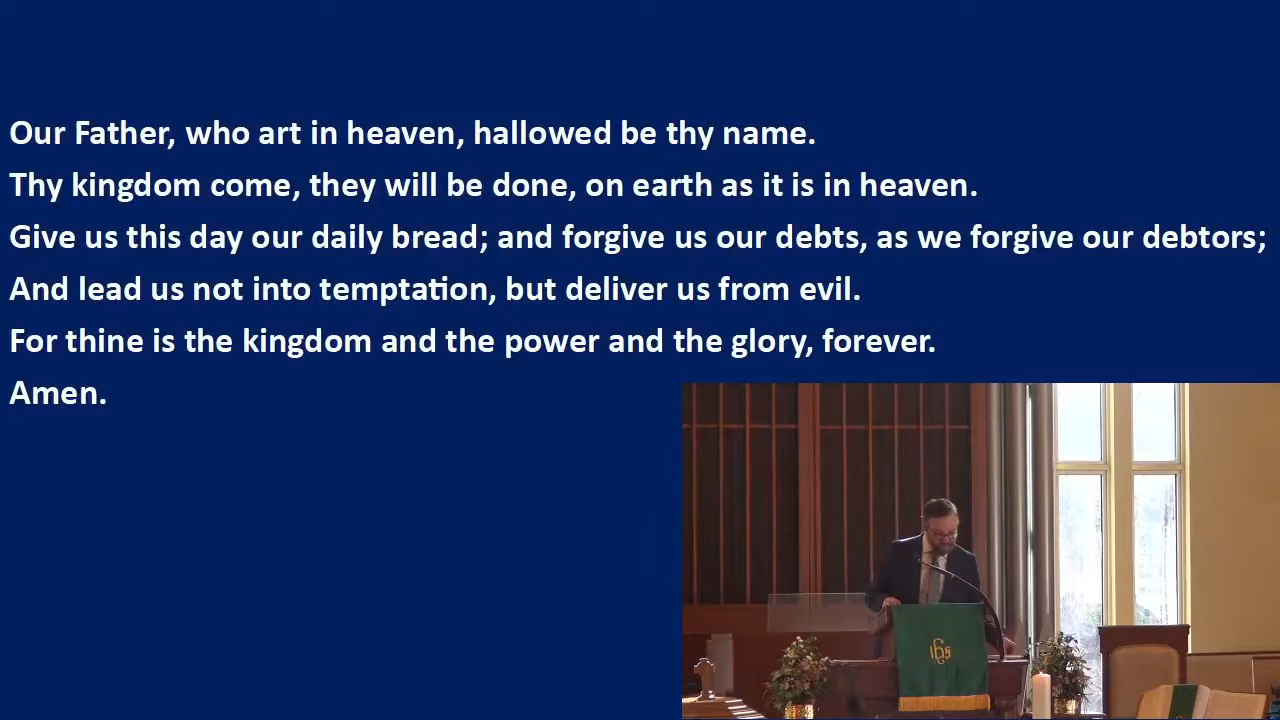 Our Father, who art in heaven, hallowed be thy name.
Thy kingdom come, they will be done, on earth as it is in heaven.
Give us this day our daily bread; and forgive us our debts, as we forgive our debtors;
And lead us not into temptation, but deliver us from evil.
For thine is the kingdom and the power and the glory, forever.
Amen.
IHS